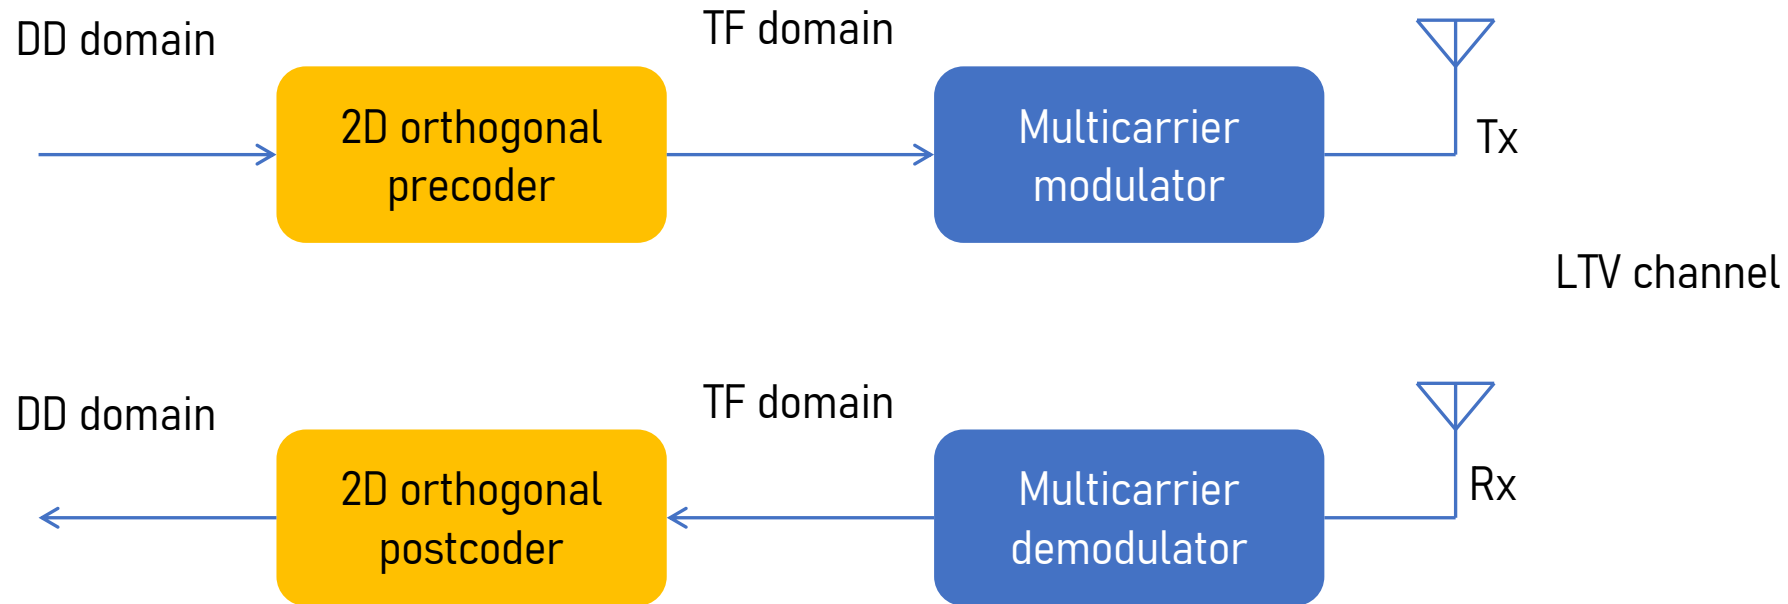 DD domain
TF domain
2D orthogonal
precoder
Multicarrier
modulator
Tx
LTV channel
DD domain
TF domain
2D orthogonal
postcoder
Multicarrier
demodulator
Rx